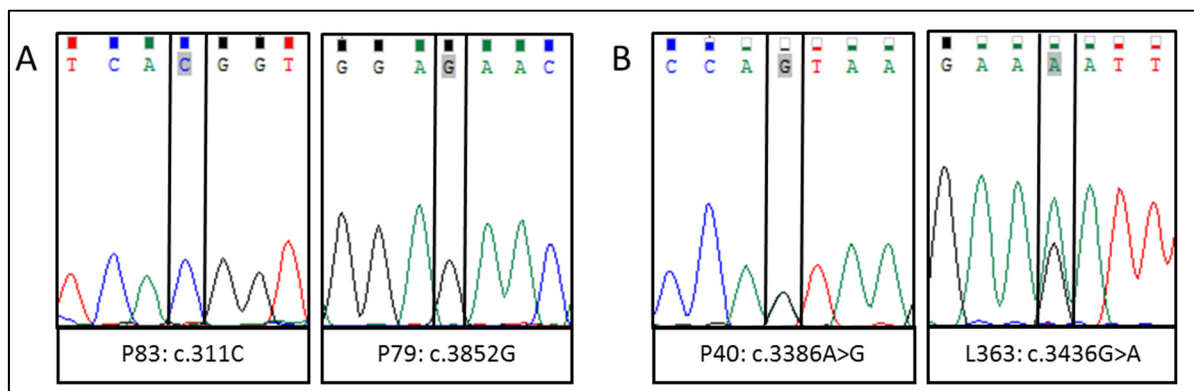 A
T C A C G G T
G G A G A A C
B
C C A G T A A
G A A A A T T
P83: c.311C
P79: c.3852G
P40: c.3386A>G
L363: c.3436G>A